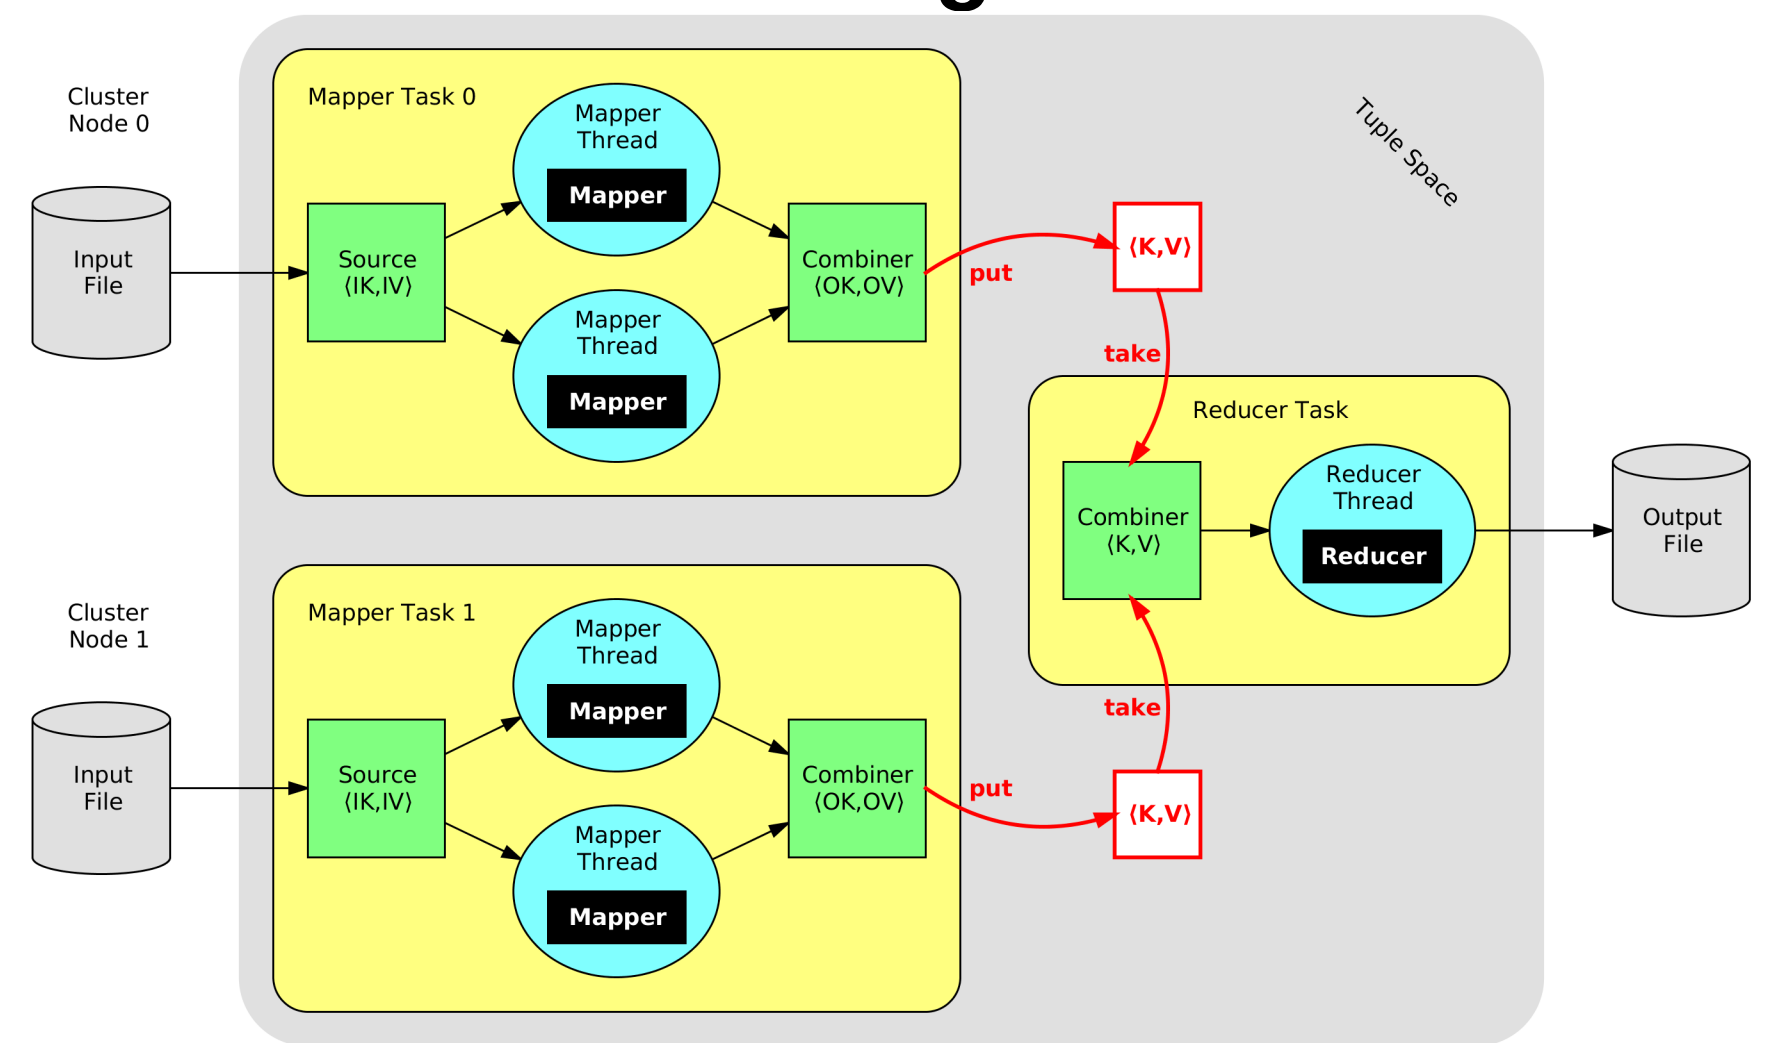 Cluster
Node 0
Input
File
Mapper Task 0
Source
⟨IK,IV⟩
Mapper
Thread
Mapper
Mapper
Thread
Mapper
Combiner
⟨OK,OV⟩
put
⟨K,V⟩
take
Tuple Space
Reducer Task
Combiner
⟨K,V⟩
Reducer
Thread
Reducer
Output
File
Cluster
Node 1
Input
File
Mapper Task 1
Source
⟨IK,IV⟩
Mapper
Thread
Mapper
Mapper
Thread
Mapper
Combiner
⟨OK,OV⟩
put
⟨K,V⟩
take